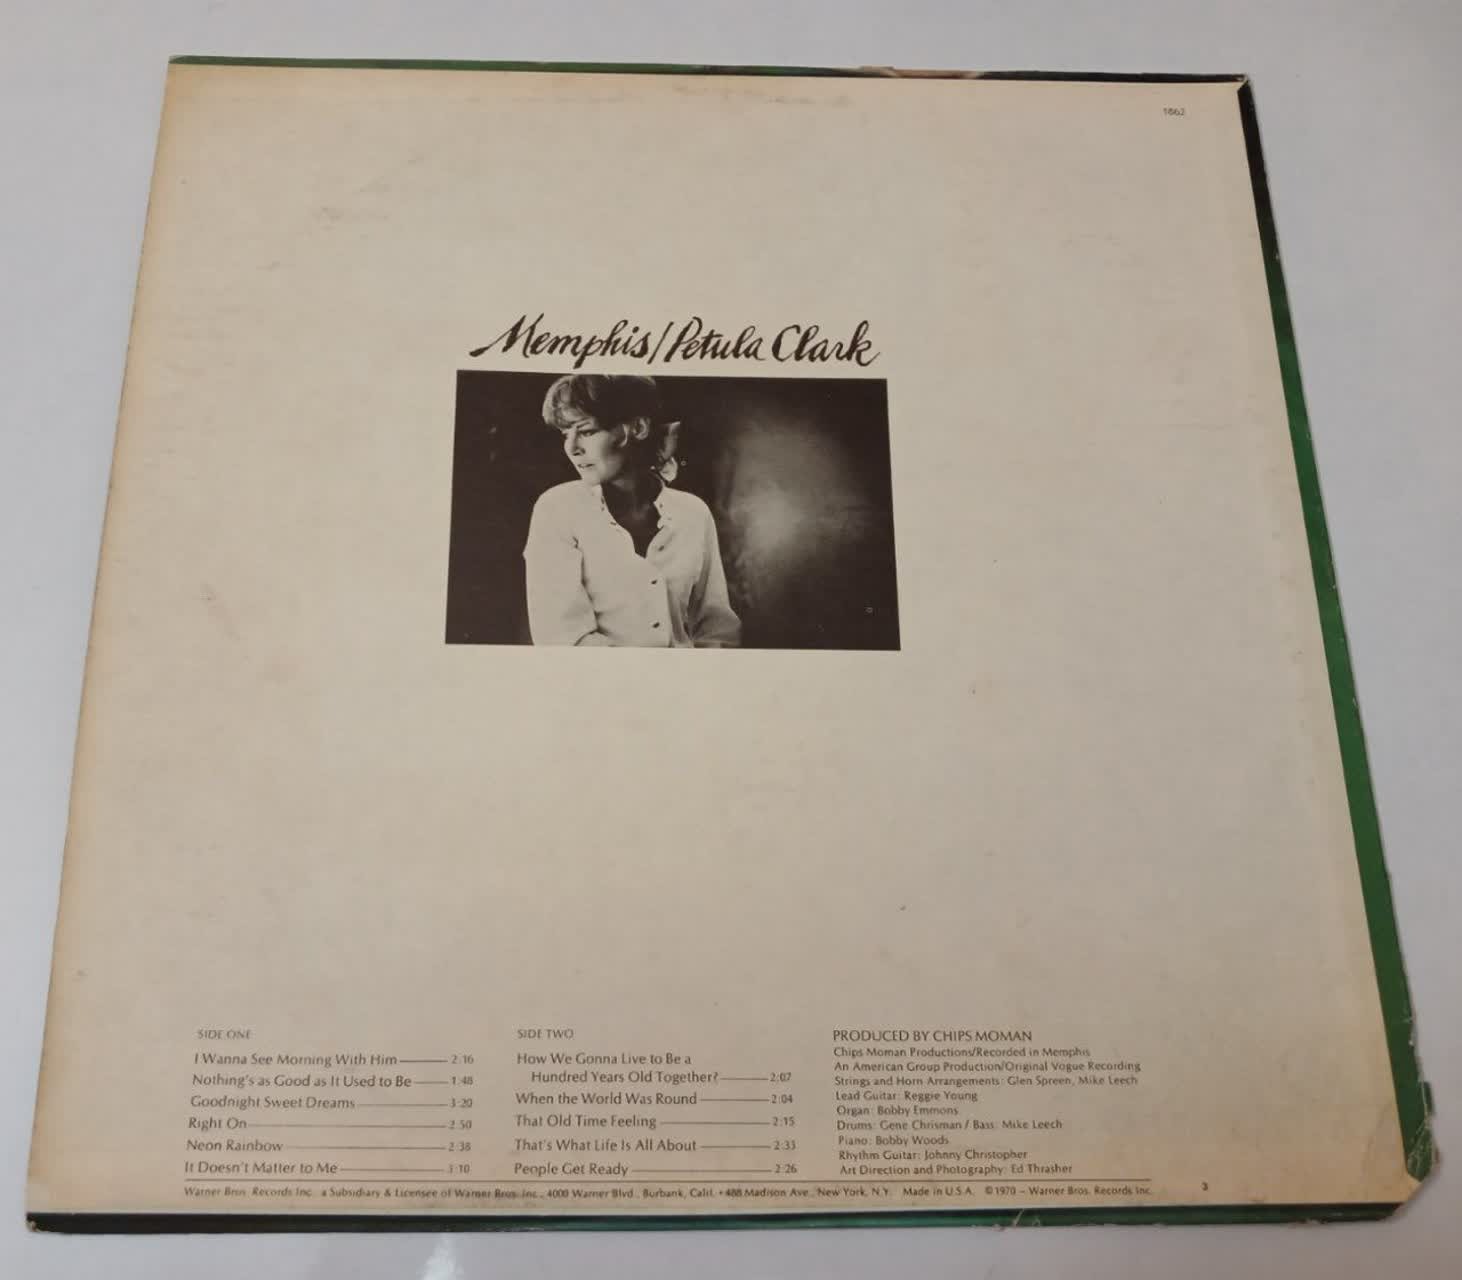 1862
Memphis/Petula Clark
SIDE ONE
I Wanna See Morning With Him 2:16
Nothing's as Good as It Used to Be 1:48
Goodnight Sweet Dreams 3:20
Right On 2:50
Neon Rainbow 2:38
It Doesn't Matter to Me 3:10
SIDE TWO
How We Gonna Live to Be a
Hundred Years Old Together? 2:07
When the World Was Round 2:04
That Old Time Feeling 2:15
That's What Life Is All About 2:33
People Get Ready 2:26
PRODUCED BY CHIPS MOMAN
Chips Moman Productions/Recorded in Memphis
An American Group Production/Original Vogue Recording
Strings and Horn Arrangements: Glen Spreen, Mike Leech
Lead Guitar: Reggie Young
Organ: Bobby Emmons
Drums: Gene Chrisman / Bass: Mike Leech
Piano: Bobby Woods
Rhythm Guitar: Johnny Christopher
Art Direction and Photography: Ed Thrasher
Warner Bros. Records Inc., a Subsidiary & Licensee of Warner Bros. Inc., 4000 Warner Blvd., Burbank, Calif. • 488 Madison Ave., New York, N.Y. Made in U.S.A. © 1970 – Warner Bros. Records Inc.
3